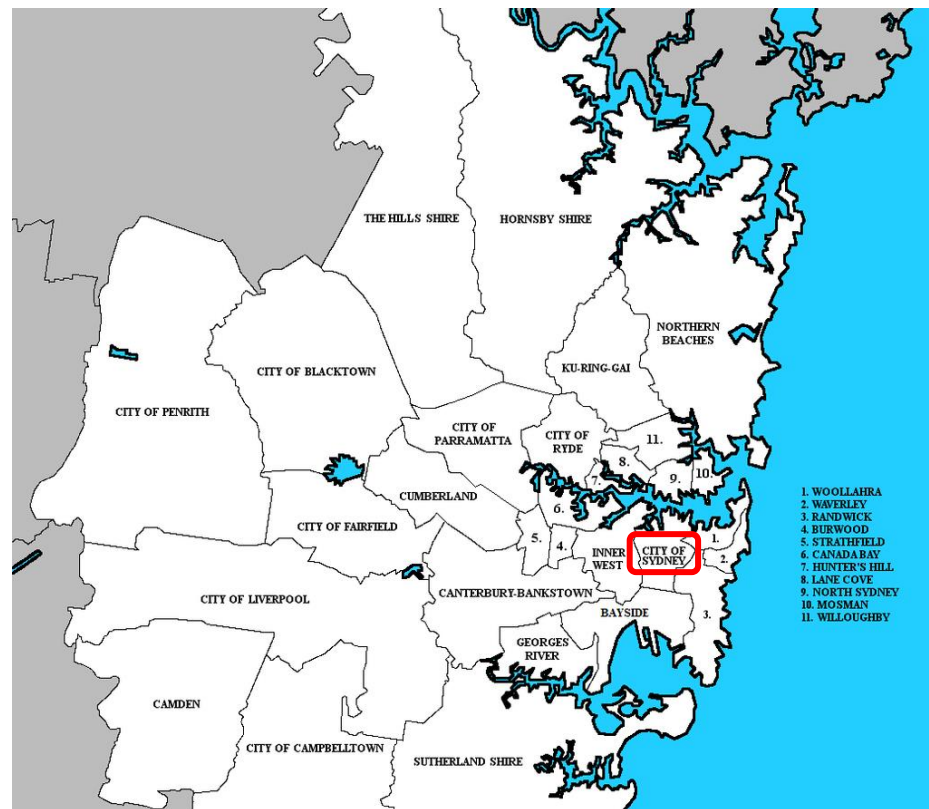 THE HILLS SHIRE
HORNSBY SHIRE
NORTHERN
BEACHES
KU-RING-GAI
CITY OF BLACKTOWN
CITY OF PENRITH
CITY OF
PARRAMATTA
CITY OF
RYDE
11.
8.
10.
9.
7.
CUMBERLAND
6.
CITY OF FAIRFIELD
5.
4.
INNER
WEST
CITY OF
SYDNEY
1.
2.
CITY OF LIVERPOOL
CANTERBURY-BANKSTOWN
BAYSIDE
3.
GEORGES
RIVER
CAMDEN
CITY OF CAMPBELLTOWN
SUTHERLAND SHIRE
1. WOOLLAHRA
2. WAVERLEY
3. RANDWICK
4. BURWOOD
5. STRATHFIELD
6. CANADA BAY
7. HUNTER'S HILL
8. LANE COVE
9. NORTH SYDNEY
10. MOSMAN
11. WILLOUGHBY